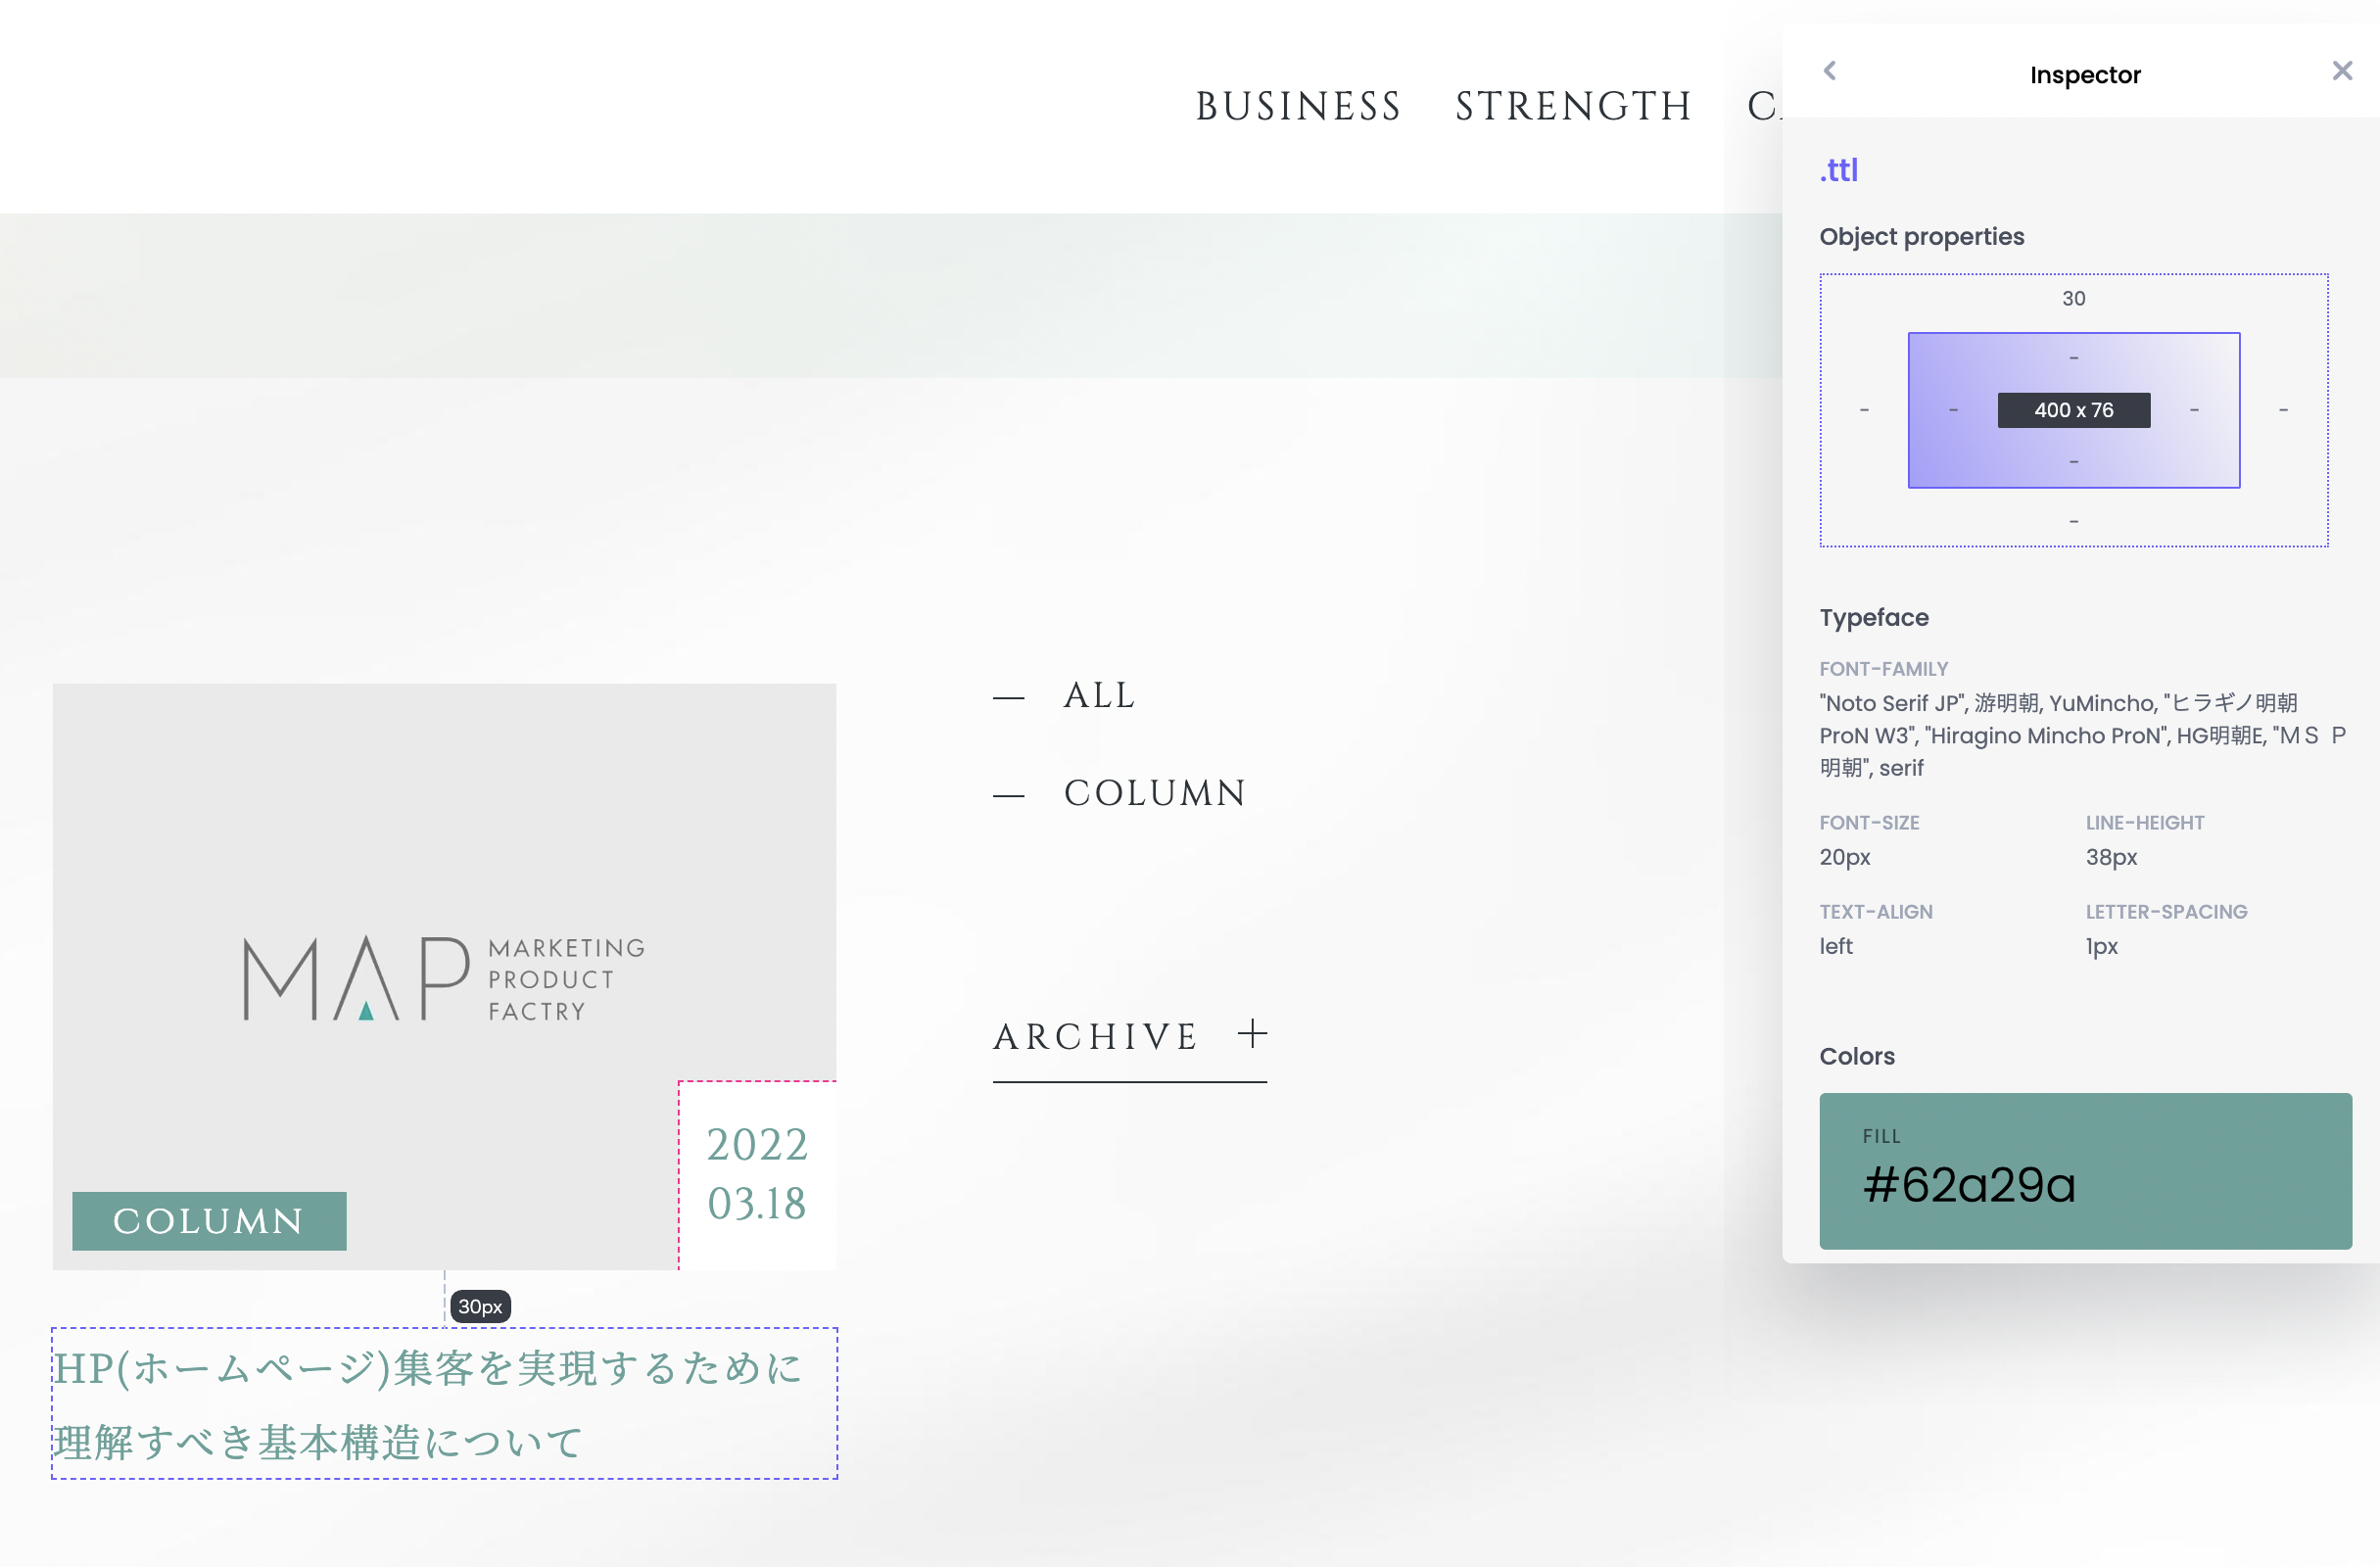 BUSINESS STRENGTH
ALL
COLUMN
ARCHIVE
MAP MARKETING
PRODUCT
FACTRY
2022
03.18
COLUMN
30px
HP(ホームページ)集客を実現するために
理解すべき基本構造について
Inspector
.ttl
Object properties
30
-
- - 400 x 76 - -
-
-
Typeface
FONT-FAMILY
"Noto Serif JP", 游明朝, YuMincho, "ヒラギノ明朝
ProN W3", "Hiragino Mincho ProN", HG明朝E, "ＭＳ Ｐ
明朝", serif
FONT-SIZE LINE-HEIGHT
20px 38px
TEXT-ALIGN LETTER-SPACING
left 1px
Colors
FILL
#62a29a